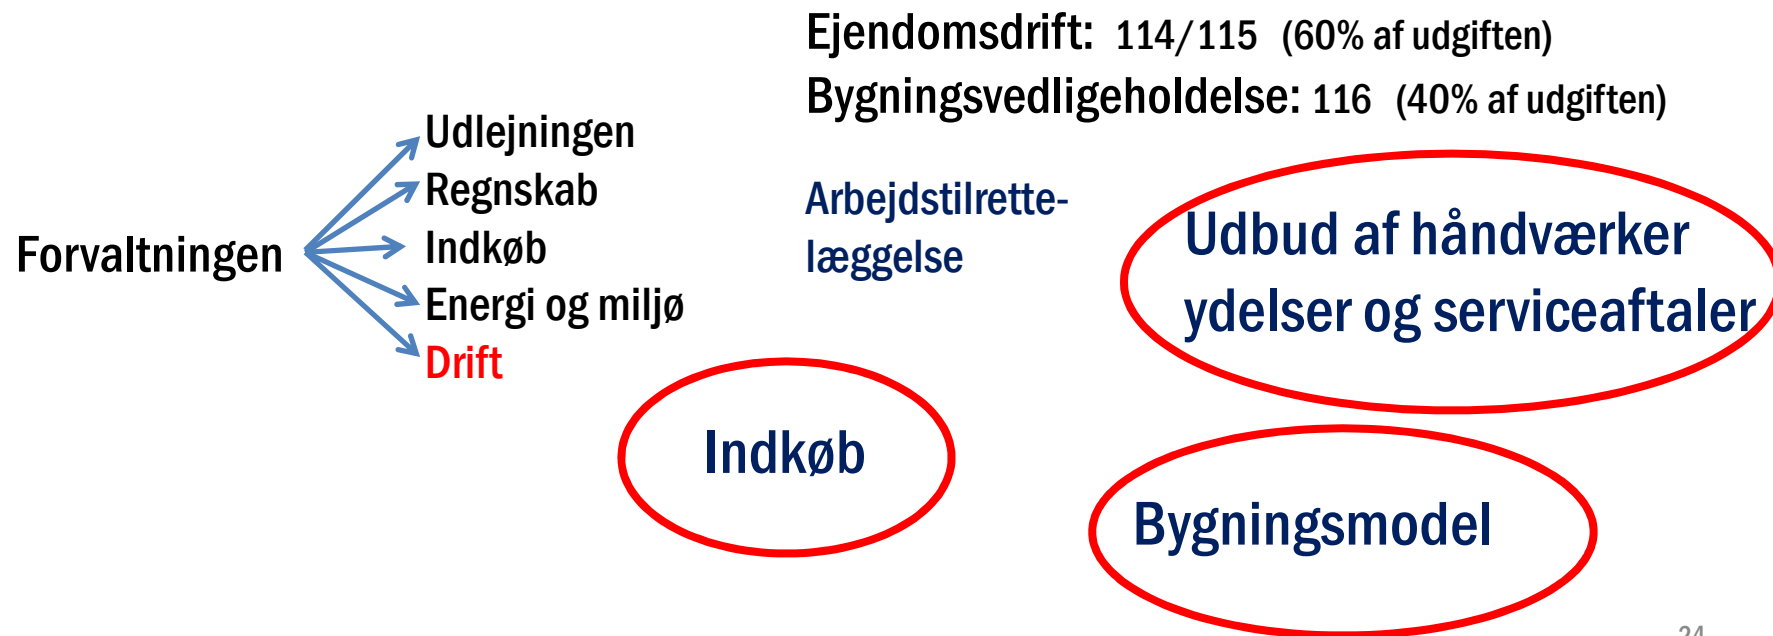 Ejendomsdrift: 114/115 (60% af udgiften)
Bygningsvedligeholdelse: 116 (40% af udgiften)
Forvaltningen
Udlejningen
Regnskab
Indkøb
Energi og miljø
Drift
Arbejdstilrette-
læggelse
Udbud af håndværker
ydelser og serviceaftaler
Indkøb
Bygningsmodel
24